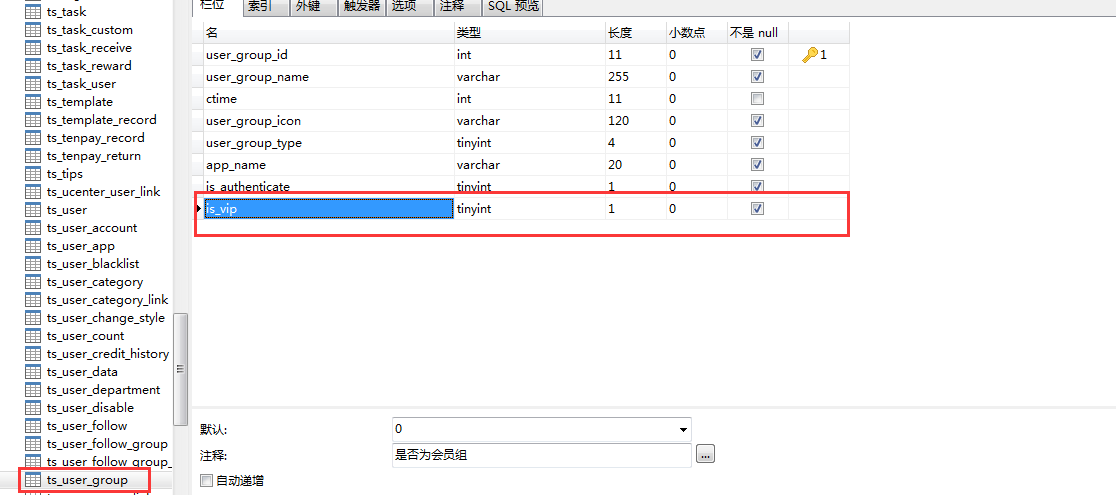 ts_task
ts_task_custom
ts_task_receive
ts_task_reward
ts_task_user
ts_template
ts_template_record
ts_tenpay_record
ts_tenpay_return
ts_tips
ts_ucenter_user_link
ts_user
ts_user_account
ts_user_app
ts_user_blacklist
ts_user_category
ts_user_category_link
ts_user_change_style
ts_user_count
ts_user_credit_history
ts_user_data
ts_user_department
ts_user_disable
ts_user_follow
ts_user_follow_group
ts_user_follow_group_
ts_user_group
栏位 索引 外键 触发器 选项 注释 SQL 预览
名 类型 长度 小数点 不是 null
user_group_id int 11 0 1
user_group_name varchar 255 0
ctime int 11 0
user_group_icon varchar 120 0
user_group_type tinyint 4 0
app_name varchar 20 0
is_authenticate tinyint 1 0
is_vip tinyint 1 0
默认: 0
注释: 是否为会员组 ...
自动递增